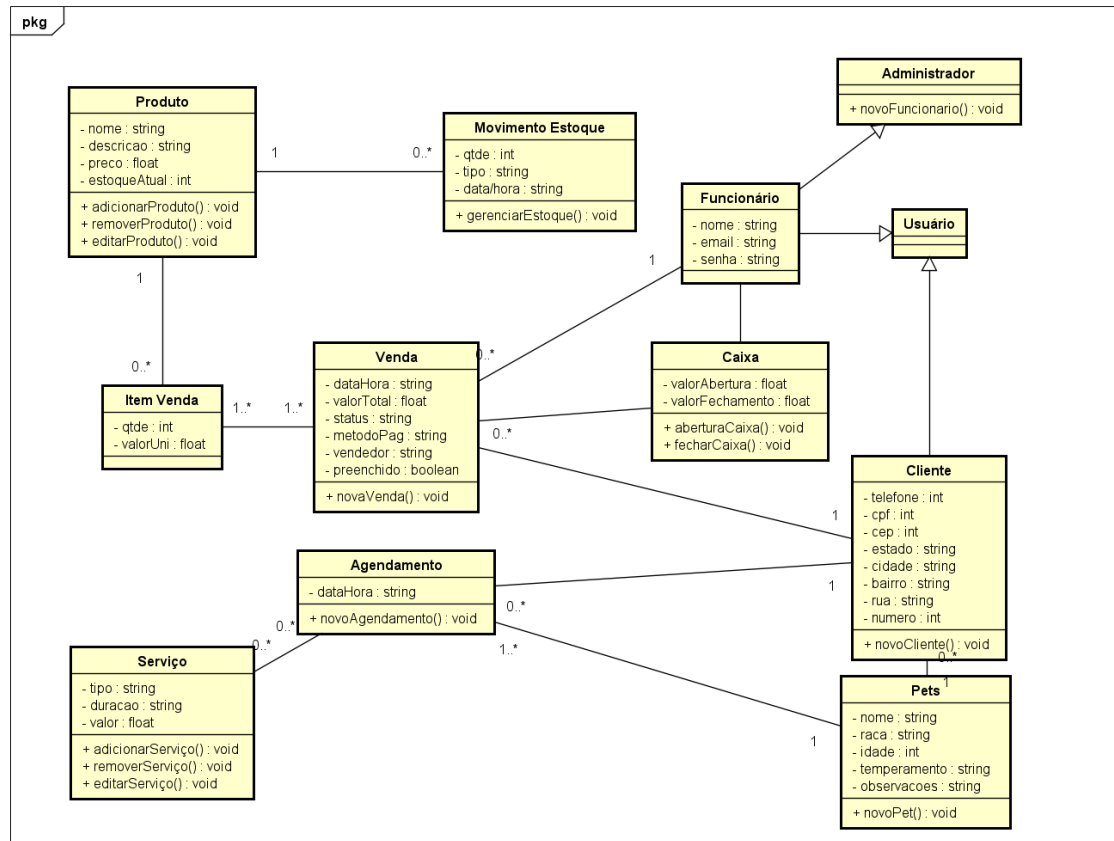 pkg
Administrador
+ novoFuncionario() : void
Produto
- nome : string
- descricao : string
- preco : float
- estoqueAtual : int
+ adicionarProduto() : void
+ removerProduto() : void
+ editarProduto() : void
1
0..*
Movimento Estoque
- qtde : int
- tipo : string
- data/hora : string
+ gerenciarEstoque() : void
Funcionário
- nome : string
- email : string
- senha : string
Usuário
1
1
0..*
0..*
Item Venda
- qtde : int
- valorUni : float
1..*
1..*
Venda
- dataHora : string
- valorTotal : float
- status : string
- metodoPag : string
- vendedor : string
- preenchido : boolean
+ novaVenda() : void
Caixa
- valorAbertura : float
- valorFechamento : float
+ aberturaCaixa() : void
+ fecharCaixa() : void
0..*
1
Cliente
- telefone : int
- cpf : int
- cep : int
- estado : string
- cidade : string
- bairro : string
- rua : string
- numero : int
+ novoCliente() : void
Agendamento
- dataHora : string
+ novoAgendamento() : void
0..*
1
0..*
0..*
1..*
1
0..*
1
Serviço
- tipo : string
- duracao : string
- valor : float
+ adicionarServiço() : void
+ removerServiço() : void
+ editarServiço() : void
Pets
- nome : string
- raca : string
- idade : int
- temperamento : string
- observacoes : string
+ novoPet() : void